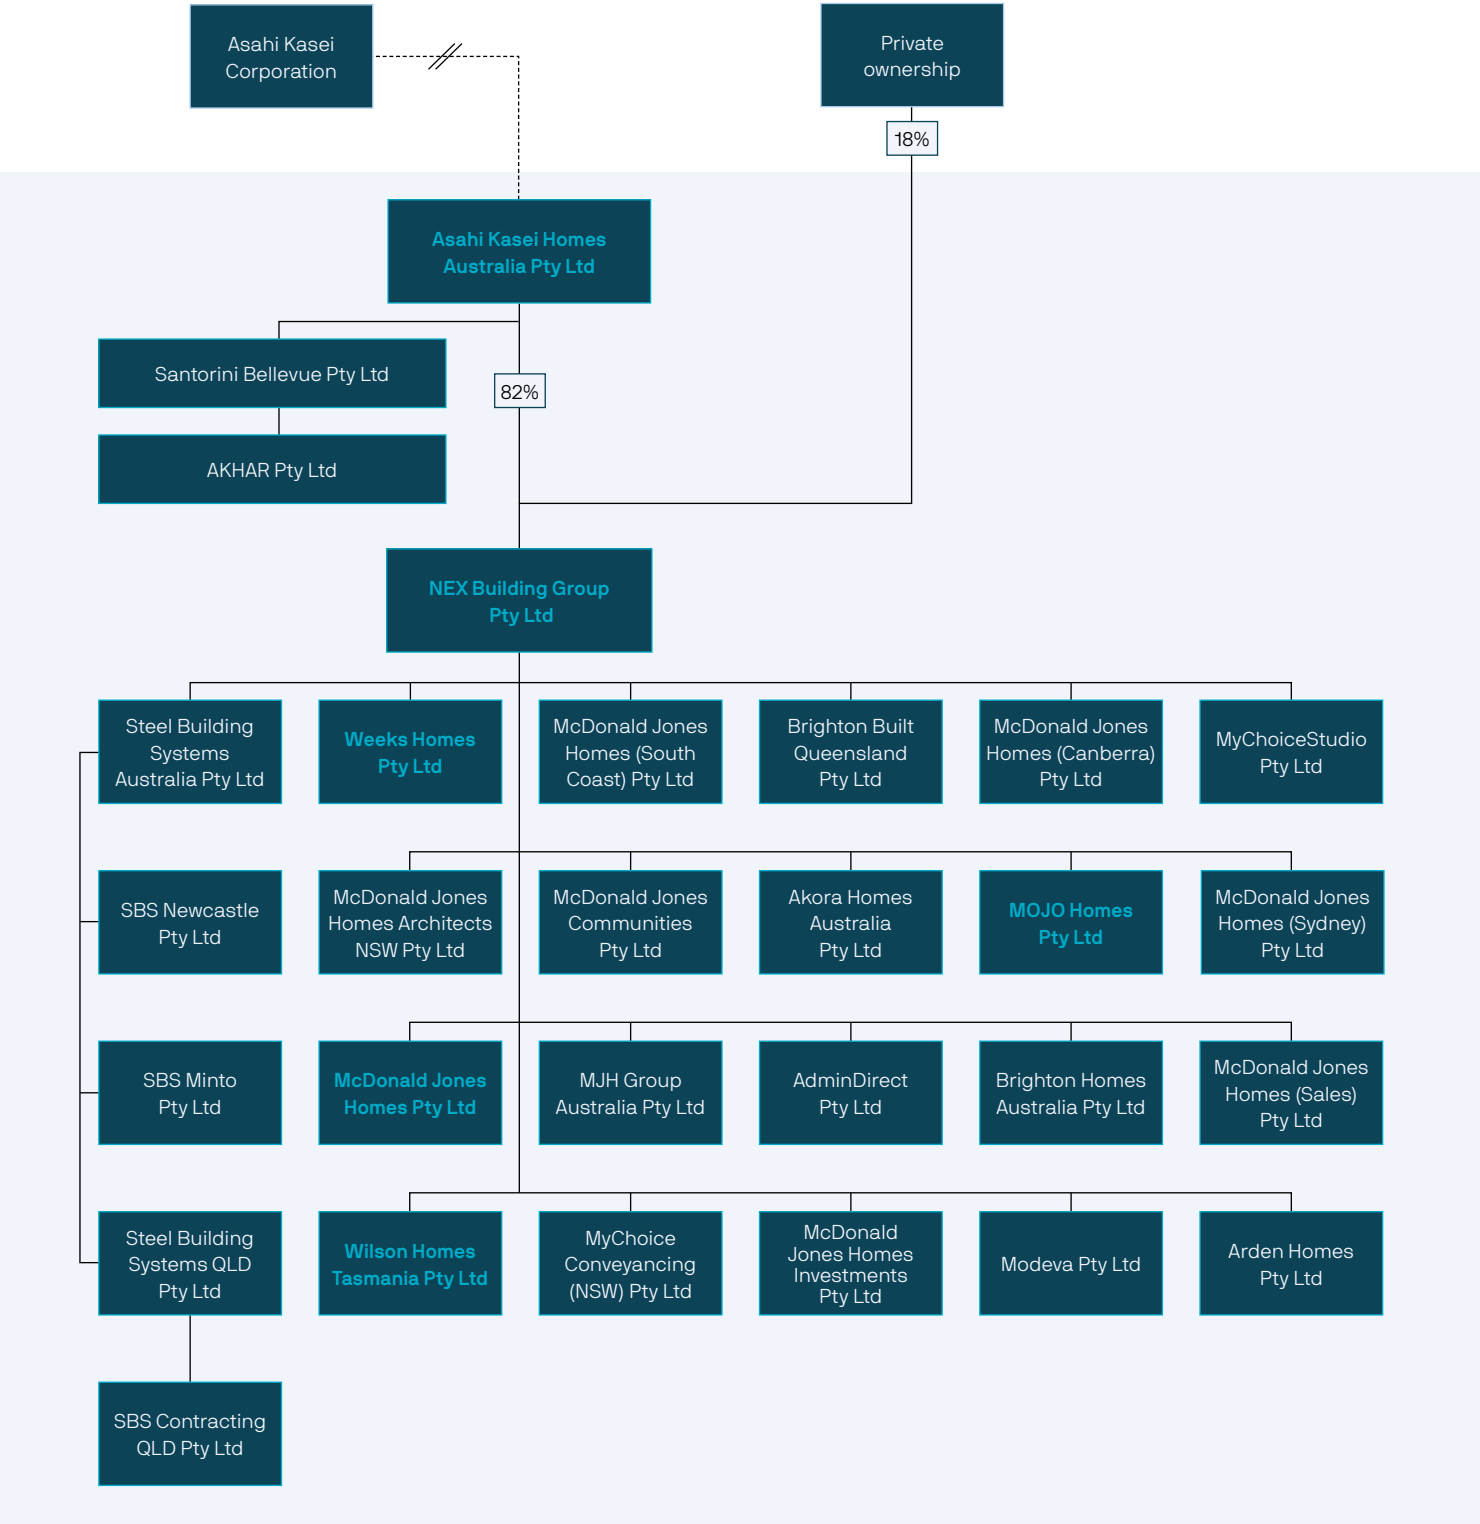 Asahi Kasei
Corporation
Private
ownership
18%
Asahi Kasei Homes
Australia Pty Ltd
Santorini Bellevue Pty Ltd
82%
AKHAR Pty Ltd
NEX Building Group
Pty Ltd
Steel Building
Systems
Australia Pty Ltd
Weeks Homes
Pty Ltd
McDonald Jones
Homes (South
Coast) Pty Ltd
Brighton Built
Queensland
Pty Ltd
McDonald Jones
Homes (Canberra)
Pty Ltd
MyChoiceStudio
Pty Ltd
SBS Newcastle
Pty Ltd
McDonald Jones
Homes Architects
NSW Pty Ltd
McDonald Jones
Communities
Pty Ltd
Akora Homes
Australia
Pty Ltd
MOJO Homes
Pty Ltd
McDonald Jones
Homes (Sydney)
Pty Ltd
SBS Minto
Pty Ltd
McDonald Jones
Homes Pty Ltd
MJH Group
Australia Pty Ltd
AdminDirect
Pty Ltd
Brighton Homes
Australia Pty Ltd
McDonald Jones
Homes (Sales)
Pty Ltd
Steel Building
Systems QLD
Pty Ltd
Wilson Homes
Tasmania Pty Ltd
MyChoice
Conveyancing
(NSW) Pty Ltd
McDonald
Jones Homes
Investments
Pty Ltd
Modeva Pty Ltd
Arden Homes
Pty Ltd
SBS Contracting
QLD Pty Ltd